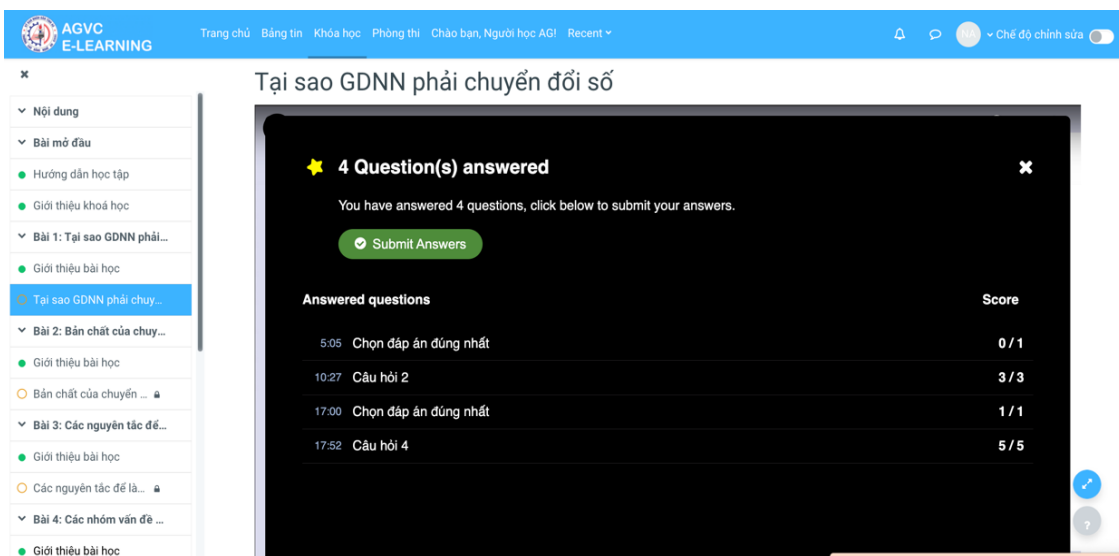 AGVC
E-LEARNING
Trang chủ Bảng tin Khóa học Phòng thi Chào bạn, Người học AG! Recent
NA
Chế độ chỉnh sửa
Tại sao GDNN phải chuyển đổi số
Nội dung
Bài mở đầu
Hướng dẫn học tập
Giới thiệu khoá học
Bài 1: Tại sao GDNN phải...
Giới thiệu bài học
Tại sao GDNN phải chuy...
Bài 2: Bản chất của chuy...
Giới thiệu bài học
Bản chất của chuyển ...
Bài 3: Các nguyên tắc để...
Giới thiệu bài học
Các nguyên tắc để là...
Bài 4: Các nhóm vấn đề ...
Giới thiệu bài học
4 Question(s) answered
You have answered 4 questions, click below to submit your answers.
Submit Answers
Answered questions Score
5:05 Chọn đáp án đúng nhất 0 / 1
10:27 Câu hỏi 2 3 / 3
17:00 Chọn đáp án đúng nhất 1 / 1
17:52 Câu hỏi 4 5 / 5
?